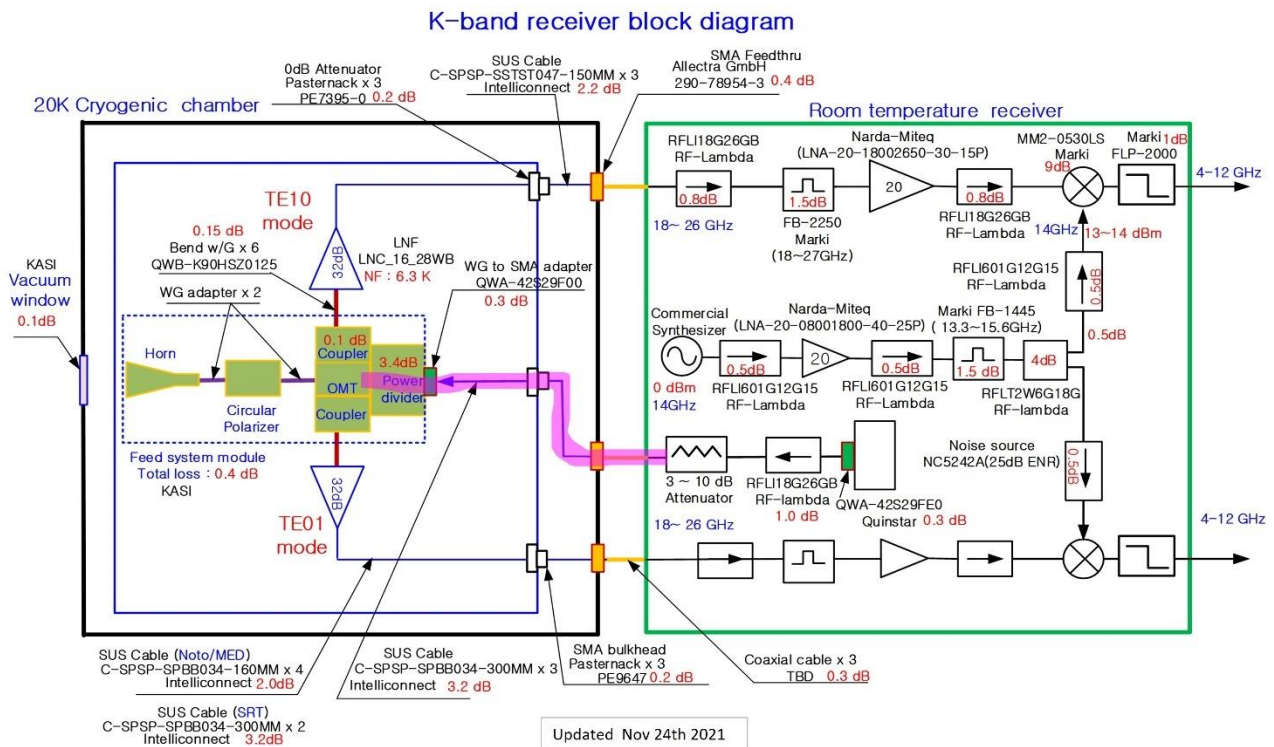 K-band receiver block diagram
SUS Cable
C-SPSP-SSTST047-150MM x 3
Intelliconnect 2.2 dB
SMA Feedthru
Allectra GmbH
290-78954-3 0.4 dB
0dB Attenuator
Pasternack x 3
PE7395-0 0.2 dB
20K Cryogenic chamber
Room temperature receiver
RFLI18G26GB
RF-Lambda
0.8dB
18~ 26 GHz
1.5dB
FB-2250
Marki
(18~27GHz)
Narda-Miteq
(LNA-20-18002650-30-15P)
20
0.8dB
RFLI18G26GB
RF-Lambda
MM2-0530LS
Marki
9dB
Marki 1dB
FLP-2000
4-12 GHz
14GHz
13~14 dBm
RFLI601G12G15
RF-Lambda
0.5dB
0.5dB
TE10
mode
0.15 dB
Bend w/G x 6
QWB-K90HSZ0125
32dB
LNF
LNC_16_28WB
NF : 6.3 K
WG to SMA adapter
QWA-42S29F00
0.3 dB
KASI
Vacuum
window
0.1dB
WG adapter x 2
Horn
Circular
Polarizer
0.1 dB
Coupler
OMT
Coupler
3.4dB
Power
divider
Feed system module
Total loss : 0.4 dB
KASI
32dB
TE01
mode
Commercial
Synthesizer
0 dBm
14GHz
0.5dB
RFLI601G12G15
RF-Lambda
Narda-Miteq
(LNA-20-08001800-40-25P)
20
0.5dB
RFLI601G12G15
RF-Lambda
Marki FB-1445
( 13.3~15.6GHz)
1.5 dB
4dB
RFLT2W6G18G
RF-lambda
3 ~ 10 dB
Attenuator
RFLI18G26GB
RF-lambda
1.0 dB
Noise source
NC5242A(25dB ENR)
QWA-42S29FE0
Quinstar 0.3 dB
0.5dB
18~ 26 GHz
4-12 GHz
SUS Cable (Noto/MED)
C-SPSP-SPBB034-160MM x 4
Intelliconnect 2.0dB
SUS Cable (SRT)
C-SPSP-SPBB034-300MM x 2
Intelliconnect 3.2dB
SUS Cable
C-SPSP-SPBB034-300MM x 3
Intelliconnect 3.2 dB
SMA bulkhead
Pasternack x 3
PE9647 0.2 dB
Coaxial cable x 3
TBD 0.3 dB
Updated Nov 24th 2021